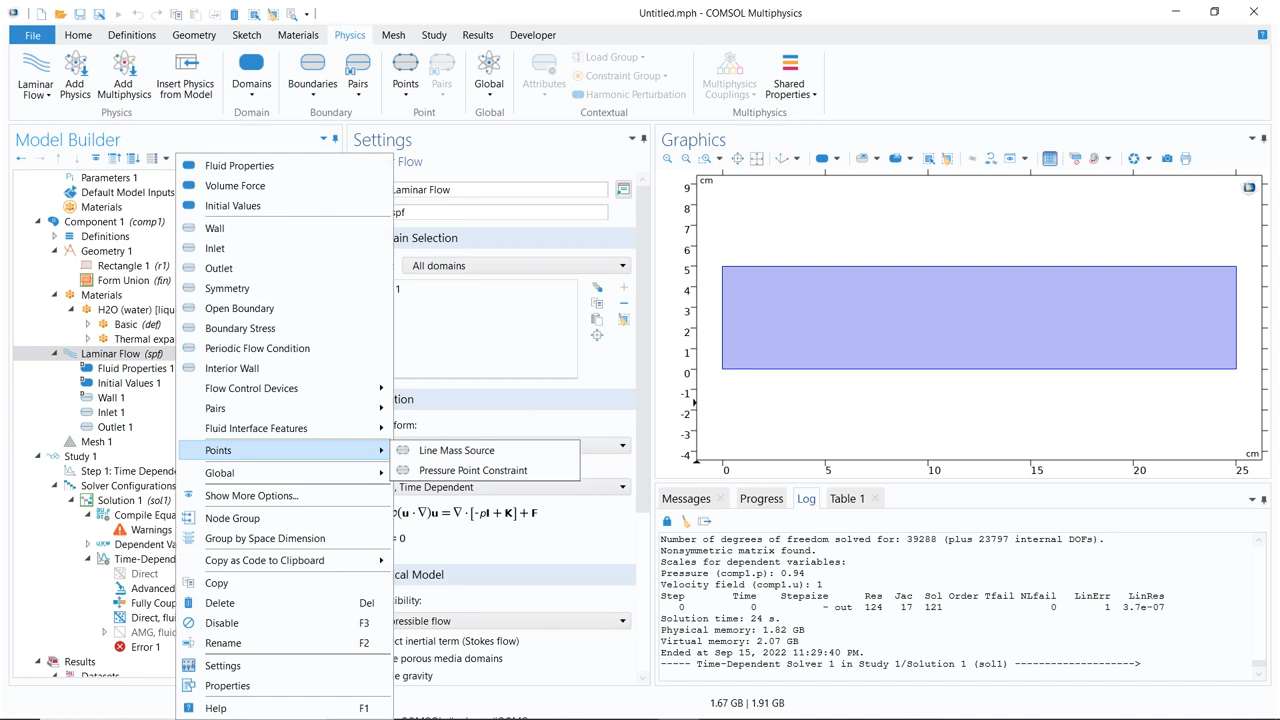 Untitled.mph - COMSOL Multiphysics
File Home Definitions Geometry Sketch Materials Physics Mesh Study Results Developer
Laminar Flow
Add Physics
Add Multiphysics
Insert Physics from Model
Domains
Boundaries
Pairs
Points
Pairs
Global
Attributes
Load Group
Constraint Group
Harmonic Perturbation
Multiphysics Couplings
Shared Properties
Physics Domain Boundary Point Global Contextual Multiphysics
Model Builder
Parameters 1
Default Model Inputs
Materials
Component 1 (comp1)
Definitions
Geometry 1
Rectangle 1 (r1)
Form Union (fin)
Materials
H2O (water) [liqu
Basic (def)
Thermal expa
Laminar Flow (spf)
Fluid Properties 1
Initial Values 1
Wall 1
Inlet 1
Outlet 1
Mesh 1
Study 1
Step 1: Time Depend
Solver Configurations
Solution 1 (sol1)
Compile Equa
Warnings
Dependent Va
Time-Depend
Direct
Advanced
Fully Coup
Direct, flui
AMG, fluid
Error 1
Results
Datasets
Fluid Properties
Volume Force
Initial Values
Wall
Inlet
Outlet
Symmetry
Open Boundary
Boundary Stress
Periodic Flow Condition
Interior Wall
Flow Control Devices
Pairs
Fluid Interface Features
Points
Global
Show More Options...
Node Group
Group by Space Dimension
Copy as Code to Clipboard
Copy
Delete Del
Disable F3
Rename F2
Settings
Properties
Help F1
Line Mass Source
Pressure Point Constraint
Settings
Flow
Laminar Flow
spf
ain Selection
All domains
1
tion
form:
, Time Dependent
ρ(u · ∇)u = ∇ · [-pI + K] + F
= 0
ical Model
sibility:
pressible flow
ct inertial term (Stokes flow)
e porous media domains
e gravity
Graphics
cm
9
8
7
6
5
4
3
2
1
0
-1
-2
-3
-4
0 5 10 15 20 25
cm
Messages Progress Log Table 1
Number of degrees of freedom solved for: 39288 (plus 23797 internal DOFs).
Nonsymmetric matrix found.
Scales for dependent variables:
Pressure (comp1.p): 0.94
Velocity field (comp1.u): 1
Step Time Stepsize Res Jac Sol Order Tfail NLfail LinErr LinRes
0 0 - out 124 17 121 0 1 3.7e-07
Solution time: 24 s.
Physical memory: 1.82 GB
Virtual memory: 2.07 GB
Ended at Sep 15, 2022 11:29:40 PM.
----- Time-Dependent Solver 1 in Study 1/Solution 1 (sol1) -------------------->
1.67 GB | 1.91 GB